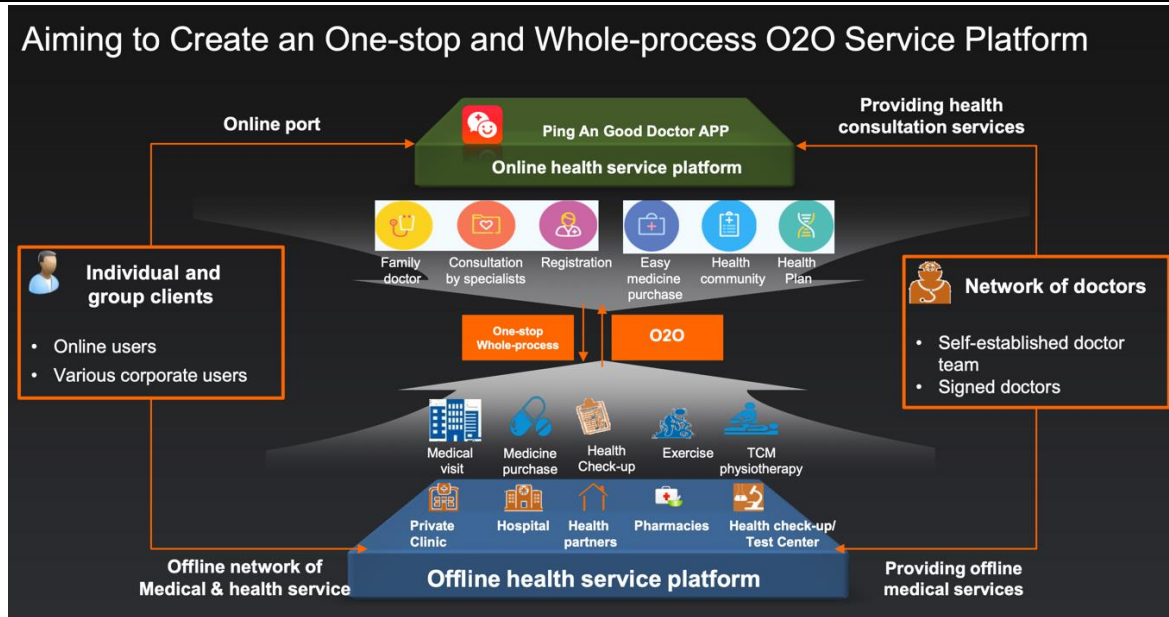 Aiming to Create an One-stop and Whole-process O2O Service Platform
Online port
Ping An Good Doctor APP
Online health service platform
Providing health
consultation services
Family
doctor
Consultation
by specialists
Registration
Easy
medicine
purchase
Health
community
Health
Plan
Individual and
group clients
• Online users
• Various corporate users
One-stop
Whole-process
O2O
Network of doctors
• Self-established doctor
team
• Signed doctors
Medical
visit
Medicine
purchase
Health
Check-up
Exercise
TCM
physiotherapy
Private
Clinic
Hospital
Health
partners
Pharmacies
Health check-up/
Test Center
Offline network of
Medical & health service
Offline health service platform
Providing offline
medical services